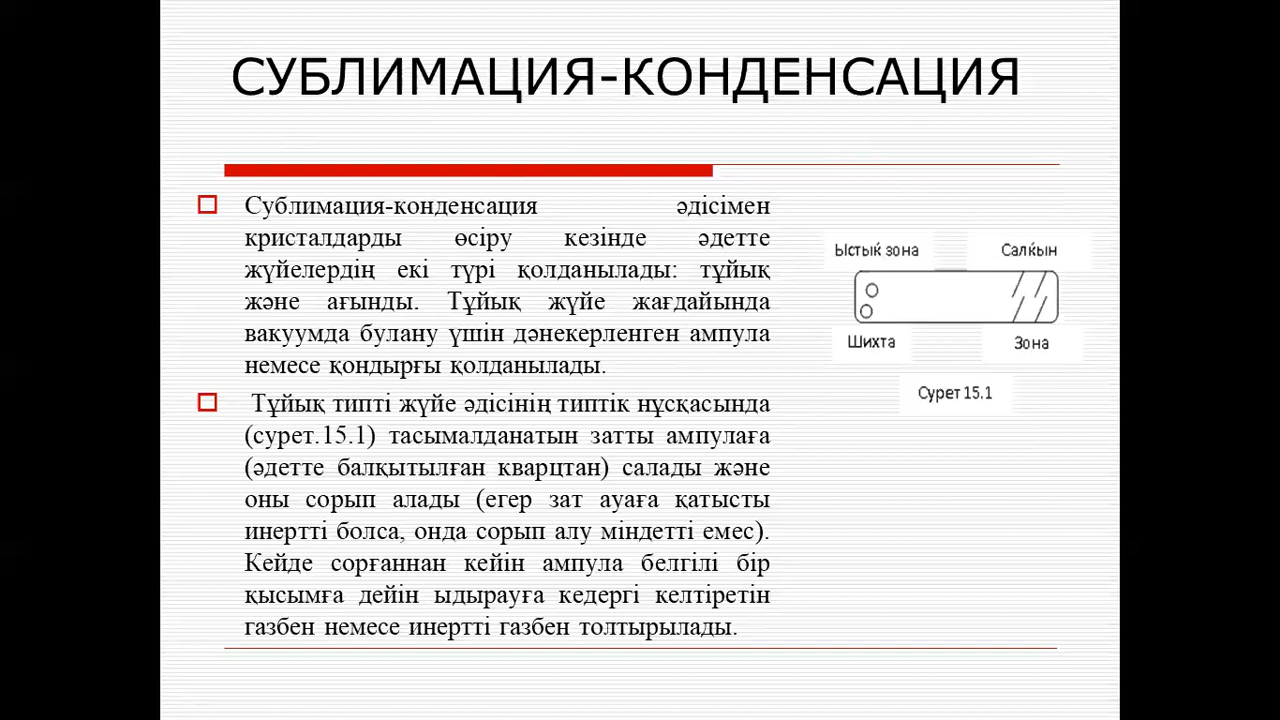 СУБЛИМАЦИЯ-КОНДЕНСАЦИЯ
Сублимация-конденсация әдісімен
кристалдарды өсіру кезінде әдетте
жүйелердің екі түрі қолданылады: тұйық
және ағынды. Тұйық жүйе жағдайында
вакуумда булану үшін дәнекерленген ампула
немесе қондырғы қолданылады.
Тұйық типті жүйе әдісінің типтік нұсқасында
(сурет.15.1) тасымалданатын затты ампулаға
(әдетте балқытылған кварцтан) салады және
оны сорып алады (егер зат ауаға қатысты
инертті болса, онда сорып алу міндетті емес).
Кейде сорғаннан кейін ампула белгілі бір
қысымға дейін ыдырауға кедергі келтіретін
газбен немесе инертті газбен толтырылады.
Ыстыќ зона Салќын
Шихта Зона
Сурет 15.1